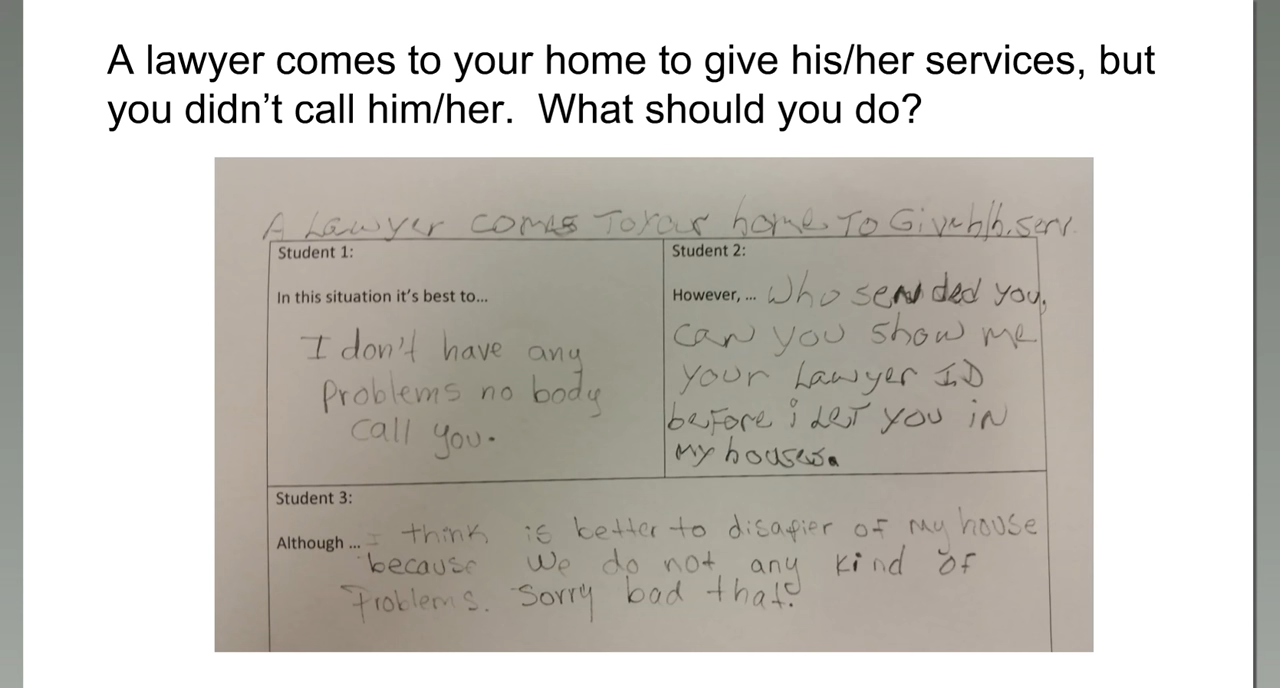 A lawyer comes to your home to give his/her services, but
you didn’t call him/her.  What should you do?
A Lawyer comes To Your home To Give h/h. serv.
Student 1:
In this situation it’s best to...
I don't have any
Problems no body
call you.
Student 2:
However, ... Who sended you,
can you show me
your Lawyer ID
before i Let you in
My houses.
Student 3:
Although ... I think is better to disapier of my house
because We do not any kind of
Problems. Sorry bad that.